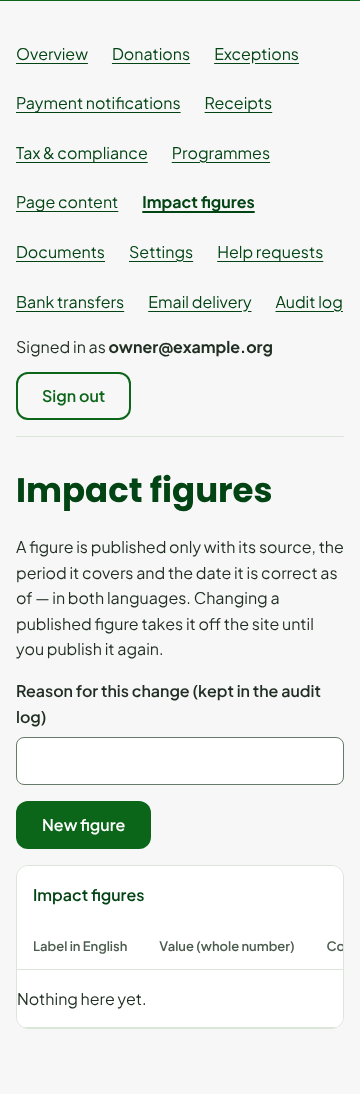 Overview Donations Exceptions
Payment notifications Receipts
Tax & compliance Programmes
Page content Impact figures
Documents Settings Help requests
Bank transfers Email delivery Audit log
Signed in as owner@example.org
Sign out
Impact figures
A figure is published only with its source, the
period it covers and the date it is correct as
of — in both languages. Changing a
published figure takes it off the site until
you publish it again.
Reason for this change (kept in the audit
log)
New figure
Impact figures
Label in English Value (whole number)
Nothing here yet.